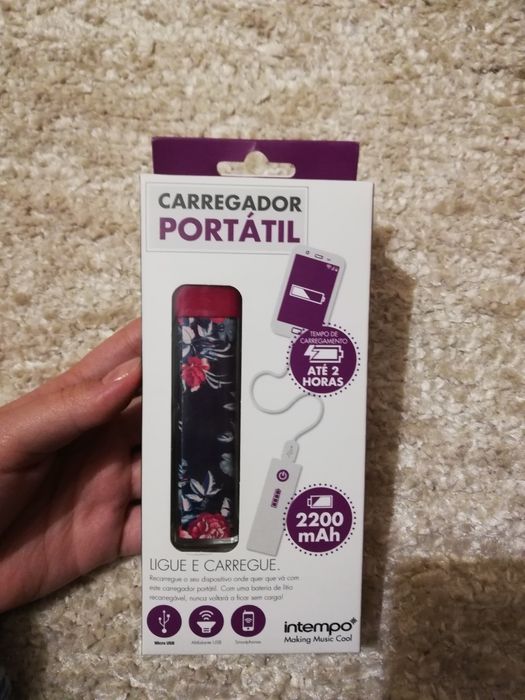 CARREGADOR
PORTÁTIL
TEMPO DE
CARREGAMENTO
ATÉ 2
HORAS
2200
mAh
LIGUE E CARREGUE.
Recarregue o seu dispositivo onde quer que vá com
este carregador portátil. Com uma bateria de lítio
recarregável, nunca voltará a ficar sem carga!
Micro USB
Altifalante USB
Smartphones
intempo
Making Music Cool